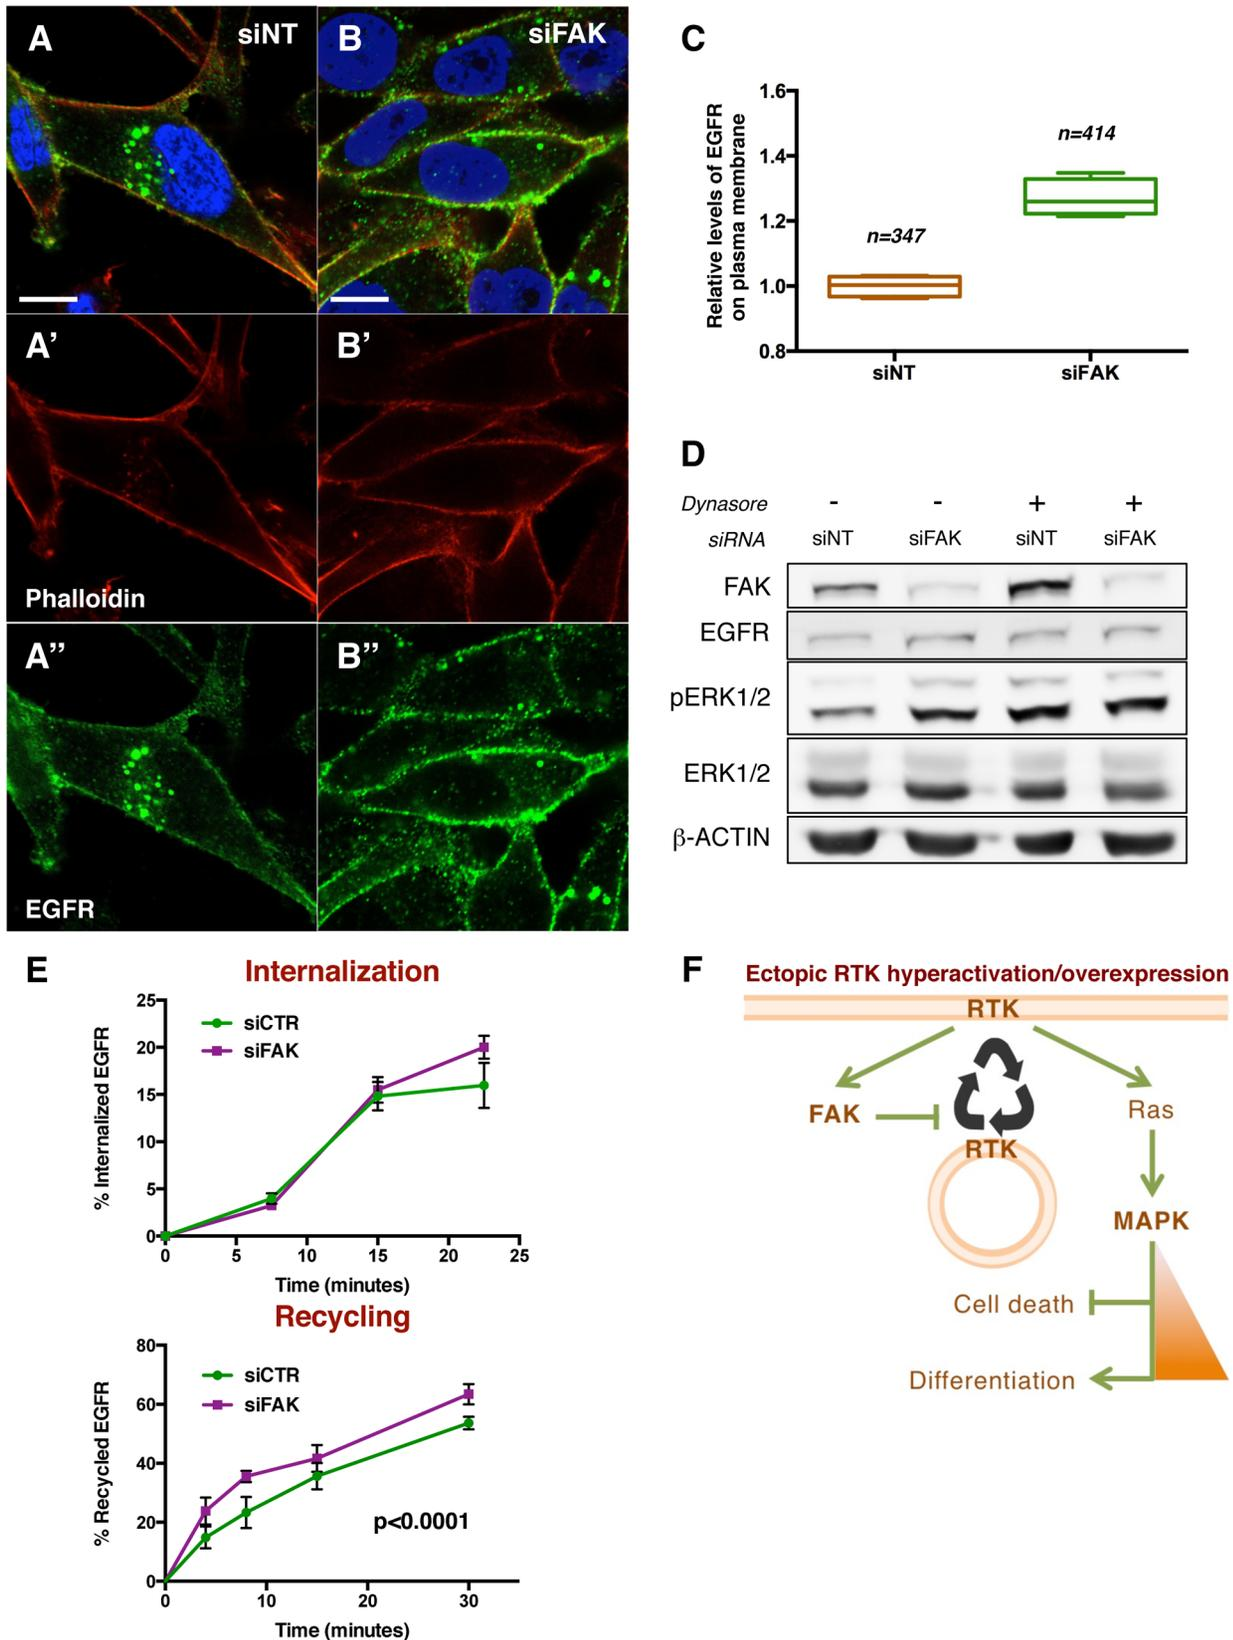 A
siNT
B
siFAK
A'
Phalloidin
B'
A"
EGFR
B"
C
Relative levels of EGFR
on plasma membrane
1.6
1.4
1.2
1.0
0.8
n=347
n=414
siNT
siFAK
D
Dynasore - - + +
siRNA siNT siFAK siNT siFAK
FAK
EGFR
pERK1/2
ERK1/2
β-ACTIN
E
Internalization
% Internalized EGFR
25
20
15
10
5
0
siCTR
siFAK
0 5 10 15 20 25
Time (minutes)
Recycling
% Recycled EGFR
80
60
40
20
0
siCTR
siFAK
p<0.0001
0 10 20 30
Time (minutes)
F
Ectopic RTK hyperactivation/overexpression
RTK
FAK
Ras
RTK
MAPK
Cell death
Differentiation